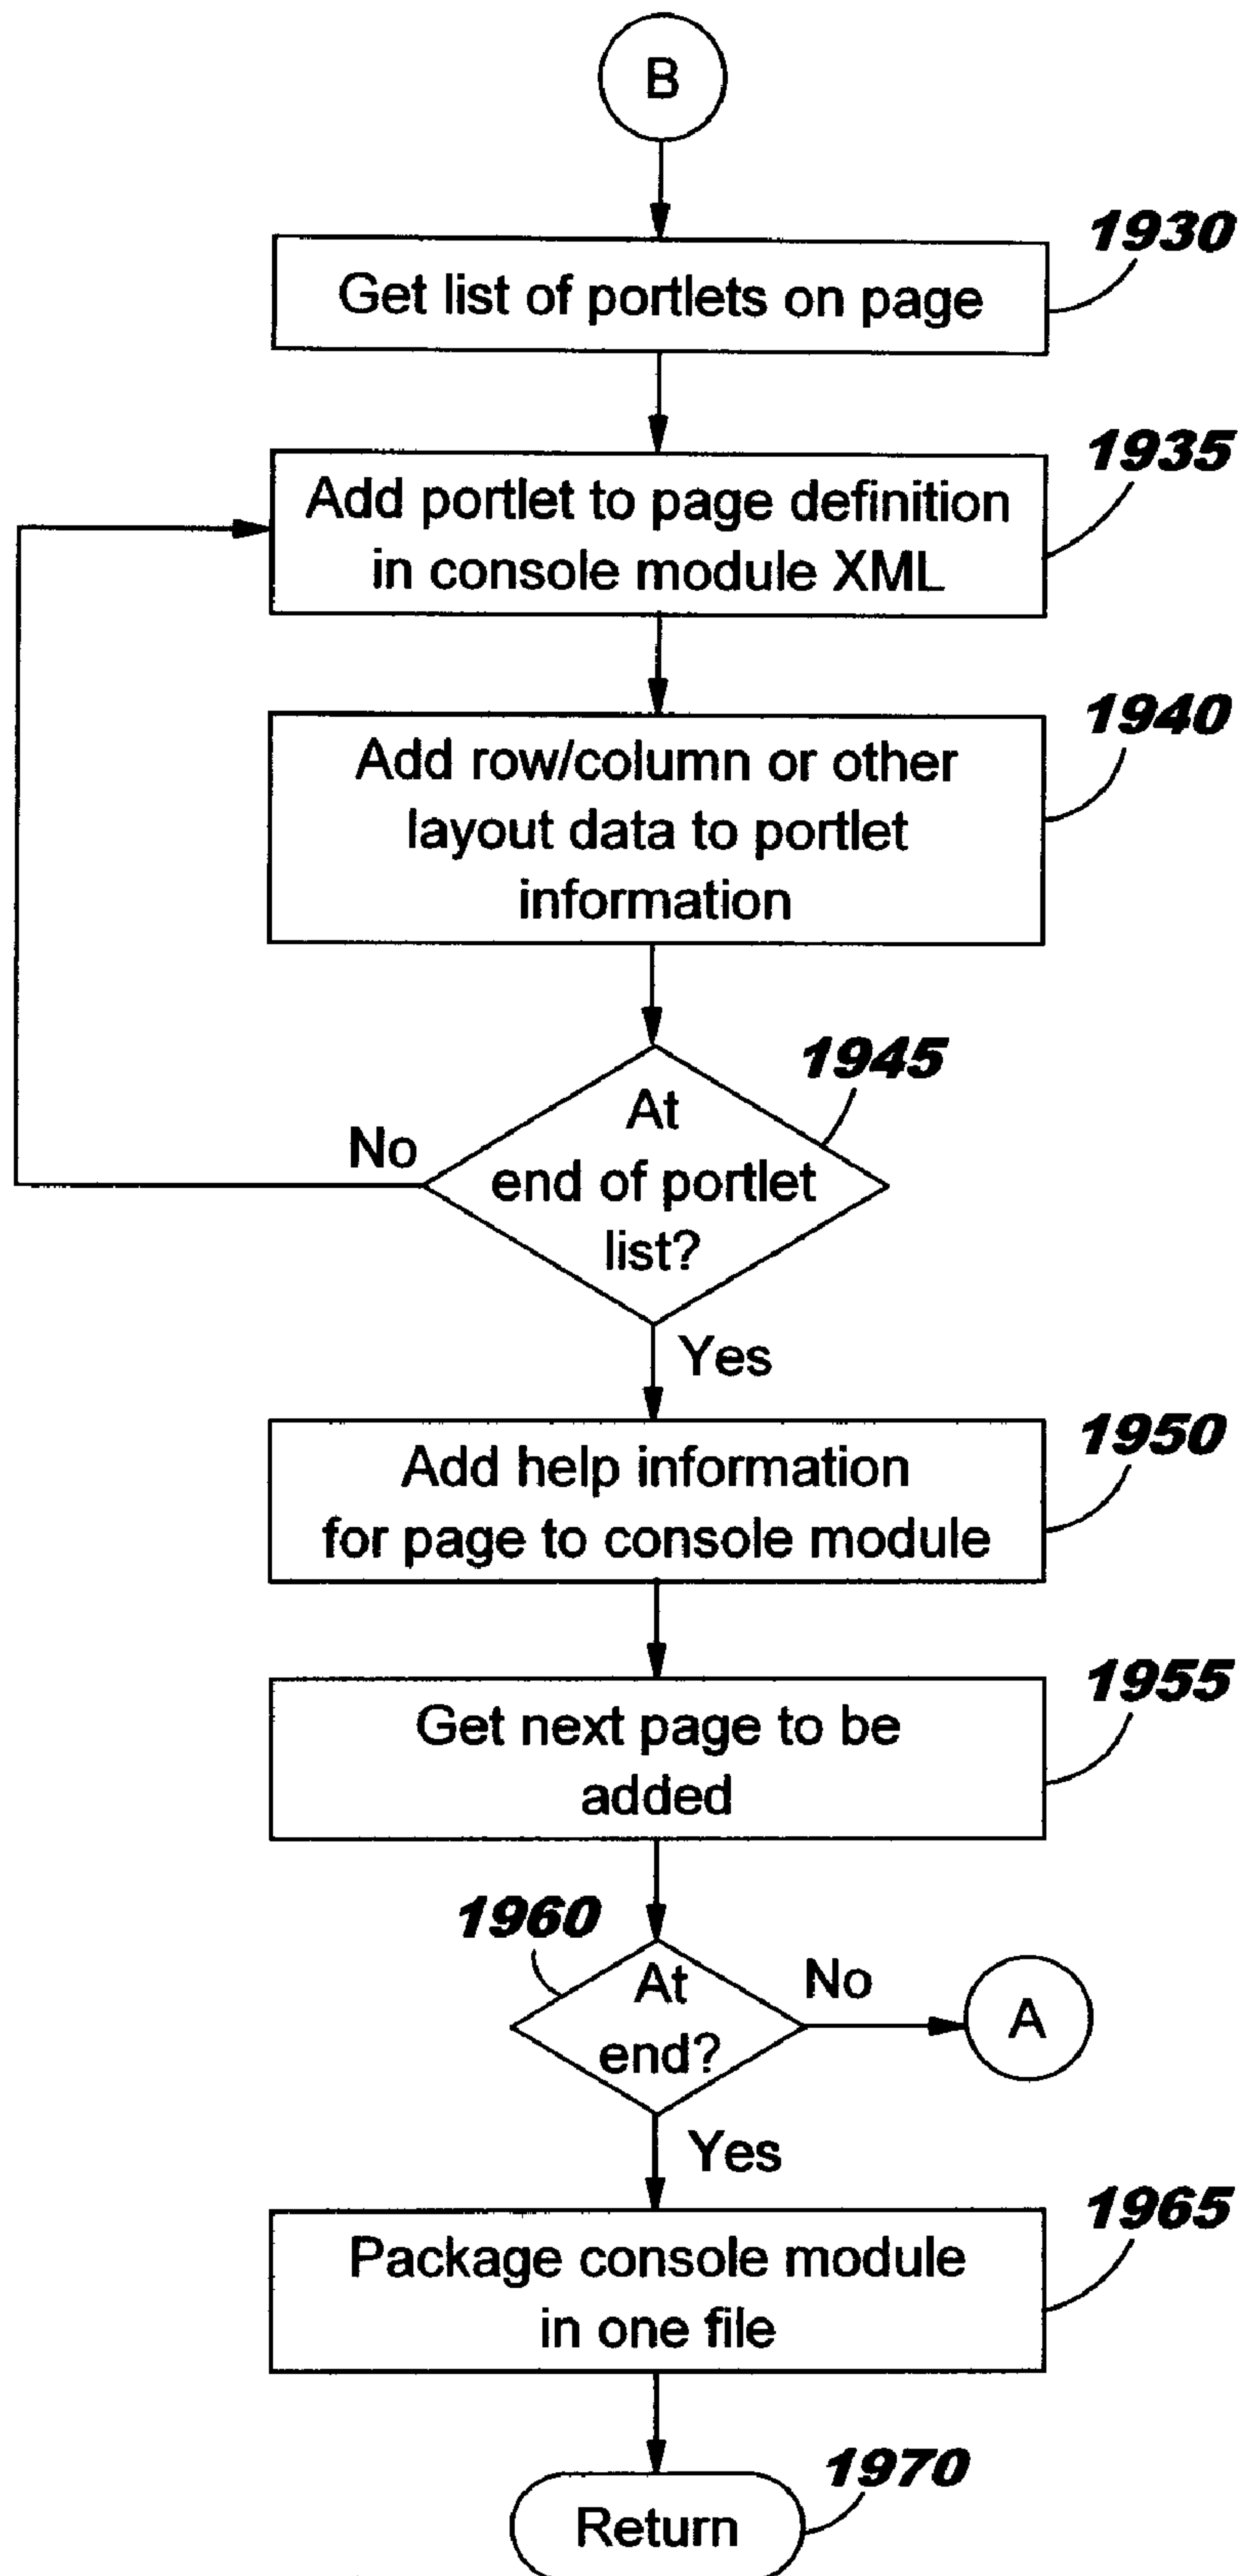 B
1930
Get list of portlets on page
1935
Add portlet to page definition
in console module XML
1940
Add row/column or other
layout data to portlet
information
1945
At
end of portlet
list?
No
Yes
1950
Add help information
for page to console module
1955
Get next page to be
added
1960
At
end?
No
A
Yes
1965
Package console module
in one file
1970
Return